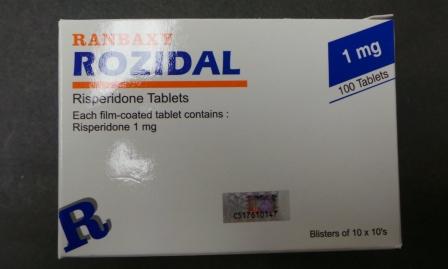 RANBAXY
ROZIDAL
Risperidone Tablets
Each film-coated tablet contains :
Risperidone 1 mg
1 mg
100 Tablets
CS17610147
Blisters of 10 x 10's
R